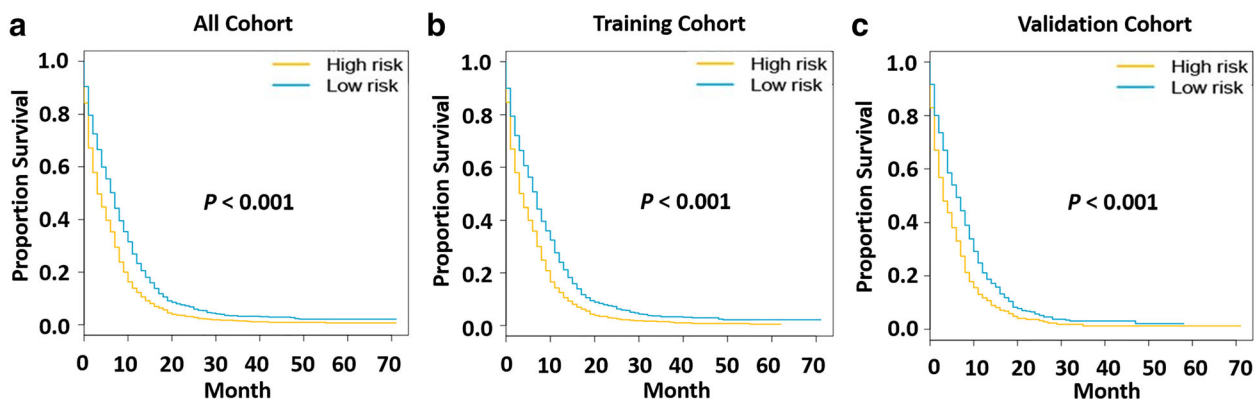 a All Cohort
Proportion Survival
1.0
0.8
0.6
0.4
0.2
0.0
High risk
Low risk
P < 0.001
0 10 20 30 40 50 60 70
Month
b Training Cohort
Proportion Survival
1.0
0.8
0.6
0.4
0.2
0.0
High risk
Low risk
P < 0.001
0 10 20 30 40 50 60 70
Month
c Validation Cohort
Proportion Survival
1.0
0.8
0.6
0.4
0.2
0.0
High risk
Low risk
P < 0.001
0 10 20 30 40 50 60 70
Month